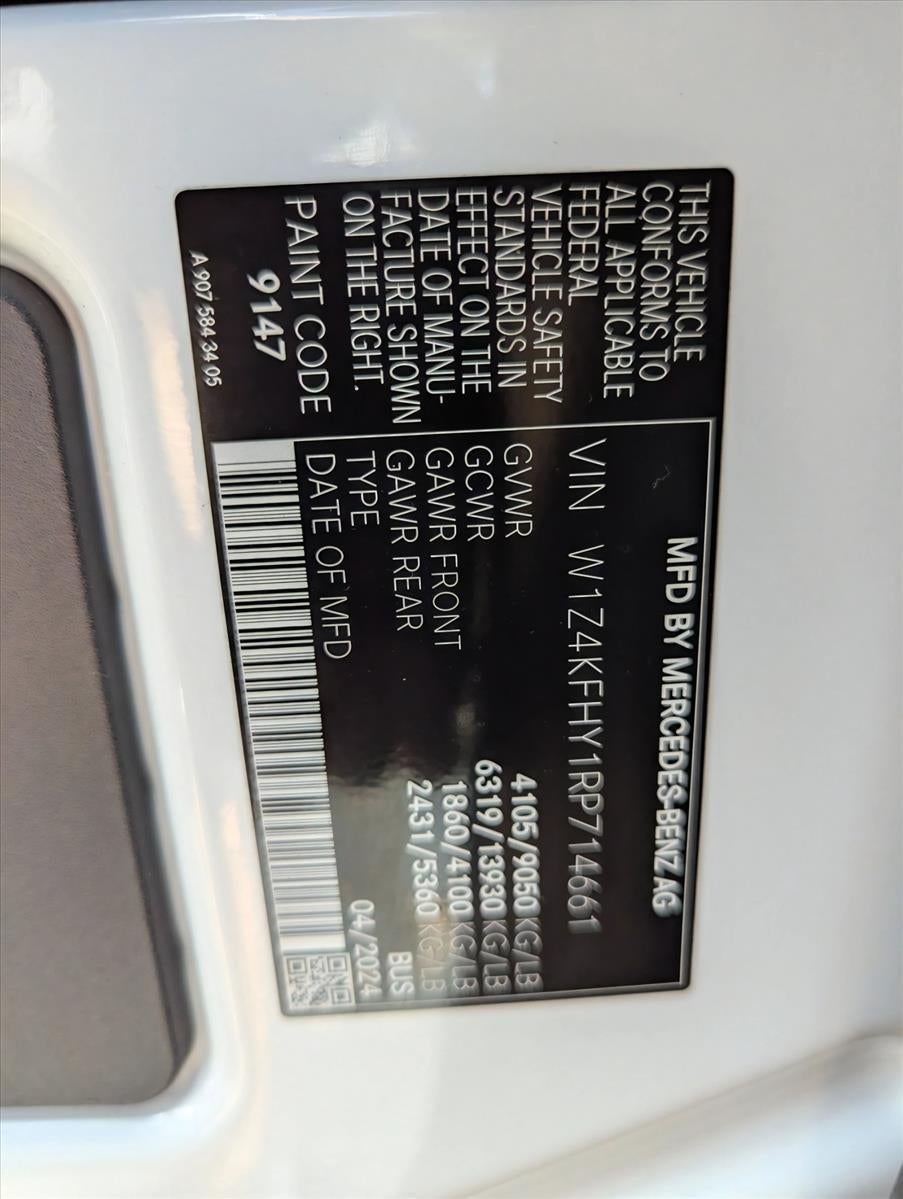 THIS VEHICLE
CONFORMS TO
ALL APPLICABLE
FEDERAL
VEHICLE SAFETY
STANDARDS IN
EFFECT ON THE
DATE OF MANU-
FACTURE SHOWN
ON THE RIGHT.
PAINT CODE
9147
A 907 584 34 05
MFD BY MERCEDES-BENZ AG
VIN W1Z4KFHY1RP714661
GVWR 4105/9050 KG/LB
GCWR 6319/13930 KG/LB
GAWR FRONT 1860/4100 KG/LB
GAWR REAR 2431/5360 KG/LB
TYPE BUS
DATE OF MFD 04/2024